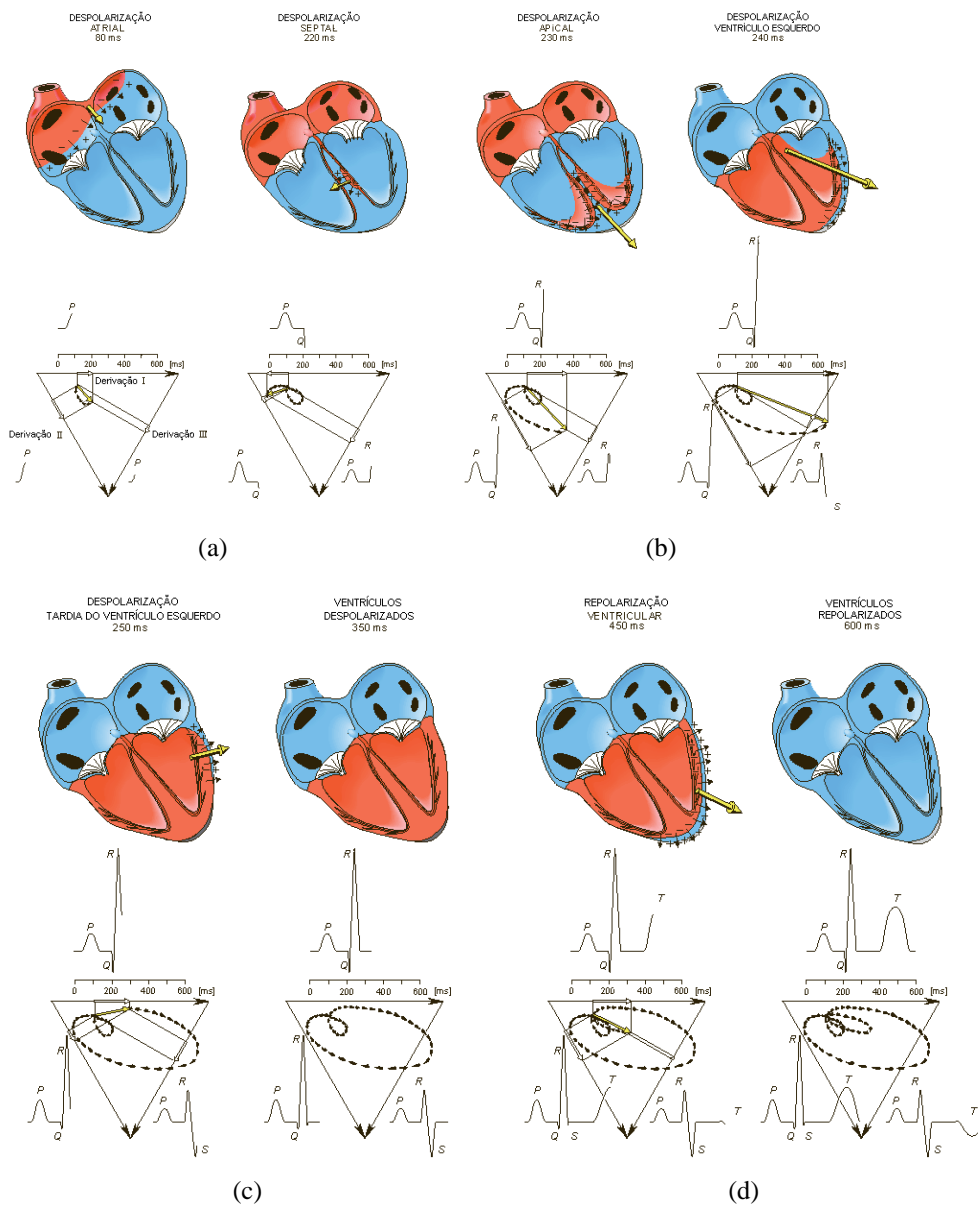 DESPOLARIZAÇÃO
ATRIAL
80 ms
DESPOLARIZAÇÃO
SEPTAL
220 ms
DESPOLARIZAÇÃO
APICAL
230 ms
DESPOLARIZAÇÃO
VENTRÍCULO ESQUERDO
240 ms
P
P
Q
R
P
Q
R
P
Q
0 200 400 600 [ms]
Derivação I
Derivação II
Derivação III
P
P
0 200 400 600 [ms]
P
Q
P
R
0 200 400 600 [ms]
R
P
Q
R
P
0 200 400 600 [ms]
R
P
Q
R
P
S
(a)
(b)
DESPOLARIZAÇÃO
TARDIA DO VENTRÍCULO ESQUERDO
250 ms
VENTRÍCULOS
DESPOLARIZADOS
350 ms
REPOLARIZAÇÃO
VENTRICULAR
450 ms
VENTRÍCULOS
REPOLARIZADOS
600 ms
R
P
Q
R
P
Q
R
T
P
Q
R
T
P
Q
0 200 400 600 [ms]
R
P
Q
R
P
S
0 200 400 600 [ms]
R
P
Q
R
P
S
0 200 400 600 [ms]
R
P
T
Q S
R
P
T
S
0 200 400 600 [ms]
R
P
T
Q S
R
P
T
S
(c)
(d)